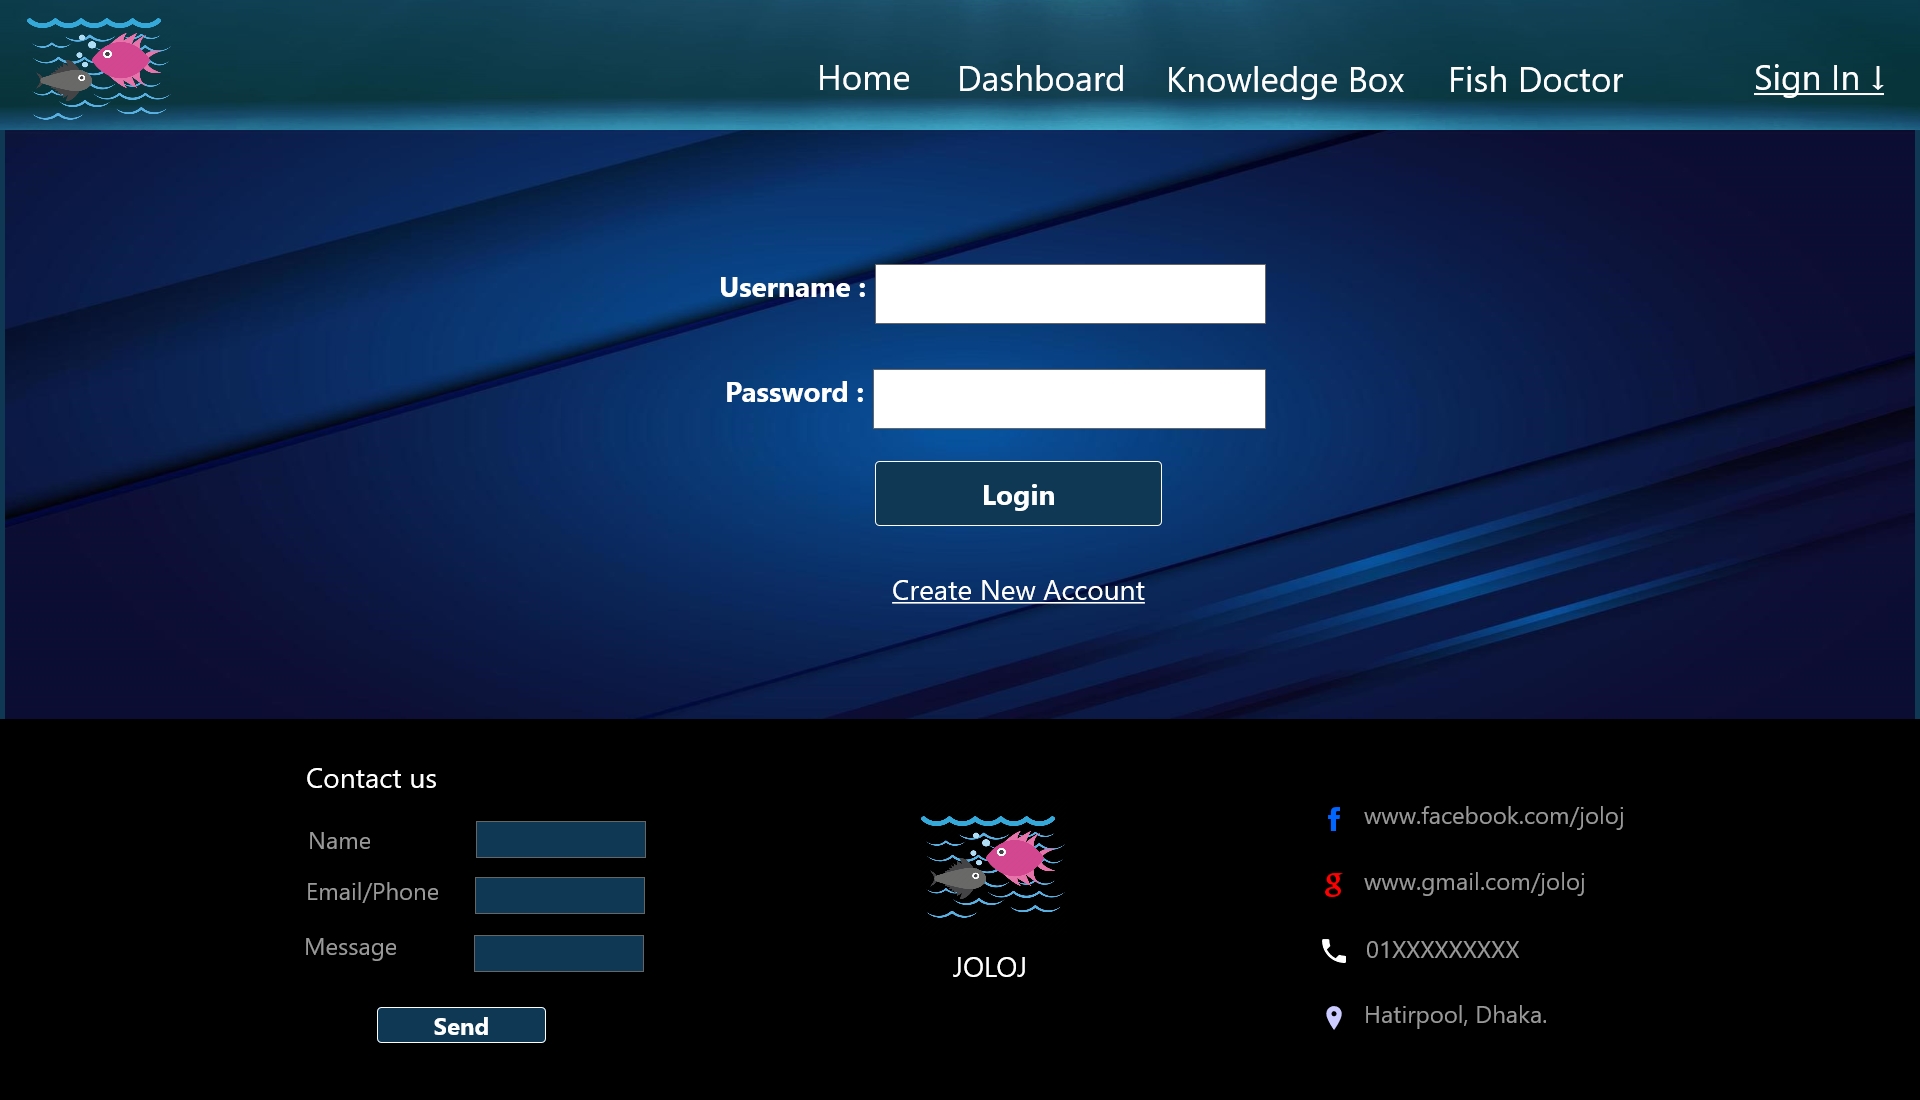 Home
Dashboard
Knowledge Box
Fish Doctor
Sign In ↓
Username :
Password :
Login
Create New Account
Contact us
Name
Email/Phone
Message
Send
JOLOJ
www.facebook.com/joloj
g www.gmail.com/joloj
01XXXXXXXXX
Hatirpool, Dhaka.